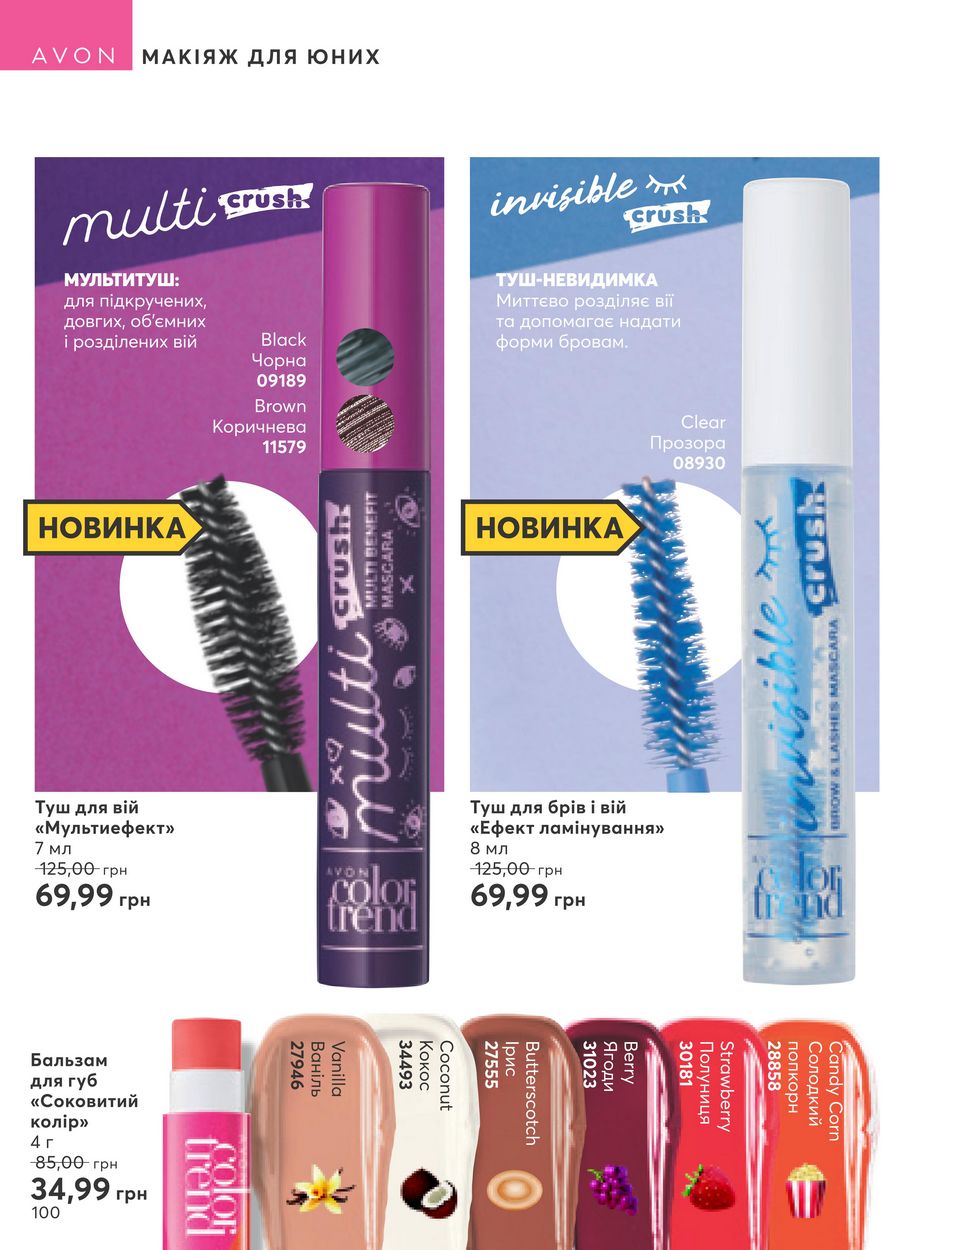 AVON
МАКІЯЖ ДЛЯ ЮНИХ
multi crush
МУЛЬТИТУШ:
для підкручених,
довгих, об'ємних
і розділених вій
Black
Чорна
09189
Brown
Коричнева
11579
НОВИНКА
multi crush
MULTI BENEFIT
MASCARA
AVON
color
trend
Туш для вій
«Мультиефект»
7 мл
125,00 грн
69,99 грн
invisible
crush
ТУШ-НЕВИДИМКА
Миттєво розділяє вії
та допомагає надати
форми бровам.
Clear
Прозора
08930
НОВИНКА
invisible crush
BROW & LASHES MASCARA
AVON
color
trend
Туш для брів і вій
«Ефект ламінування»
8 мл
125,00 грн
69,99 грн
Бальзам
для губ
«Соковитий
колір»
4 г
85,00 грн
34,99 грн
100
color
trend
Vanilla
Ваніль
27946
Coconut
Кокос
34493
Butterscotch
Ірис
27555
Berry
Ягоди
31023
Strawberry
Полуниця
30181
Candy Corn
Солодкий
попкорн
28858